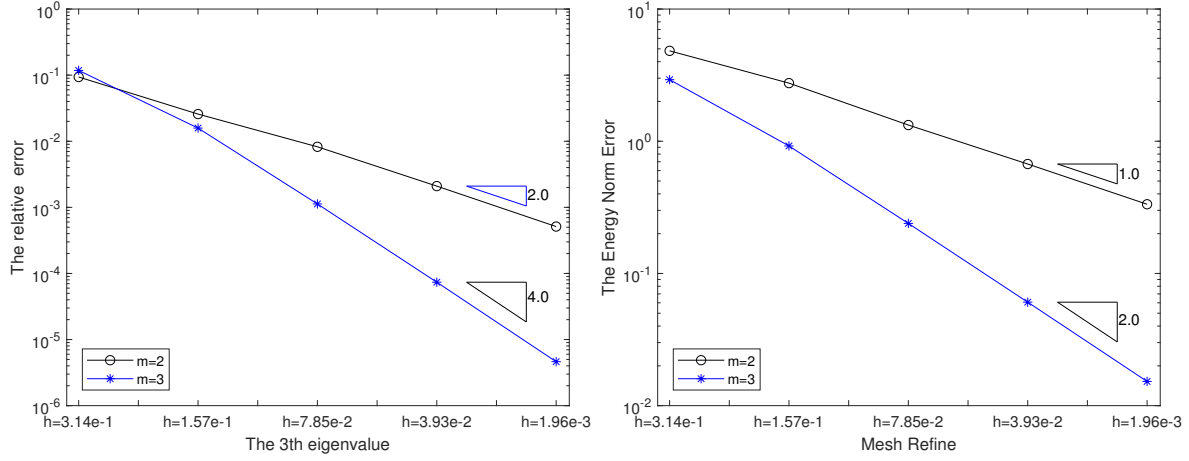 10^0
10^-1
10^-2
10^-3
10^-4
10^-5
10^-6
The relative error
2.0
4.0
m=2
m=3
h=3.14e-1 h=1.57e-1 h=7.85e-2 h=3.93e-2 h=1.96e-3
The 3th eigenvalue
10^1
10^0
10^-1
10^-2
The Energy Norm Error
1.0
2.0
m=2
m=3
h=3.14e-1 h=1.57e-1 h=7.85e-2 h=3.93e-2 h=1.96e-3
Mesh Refine